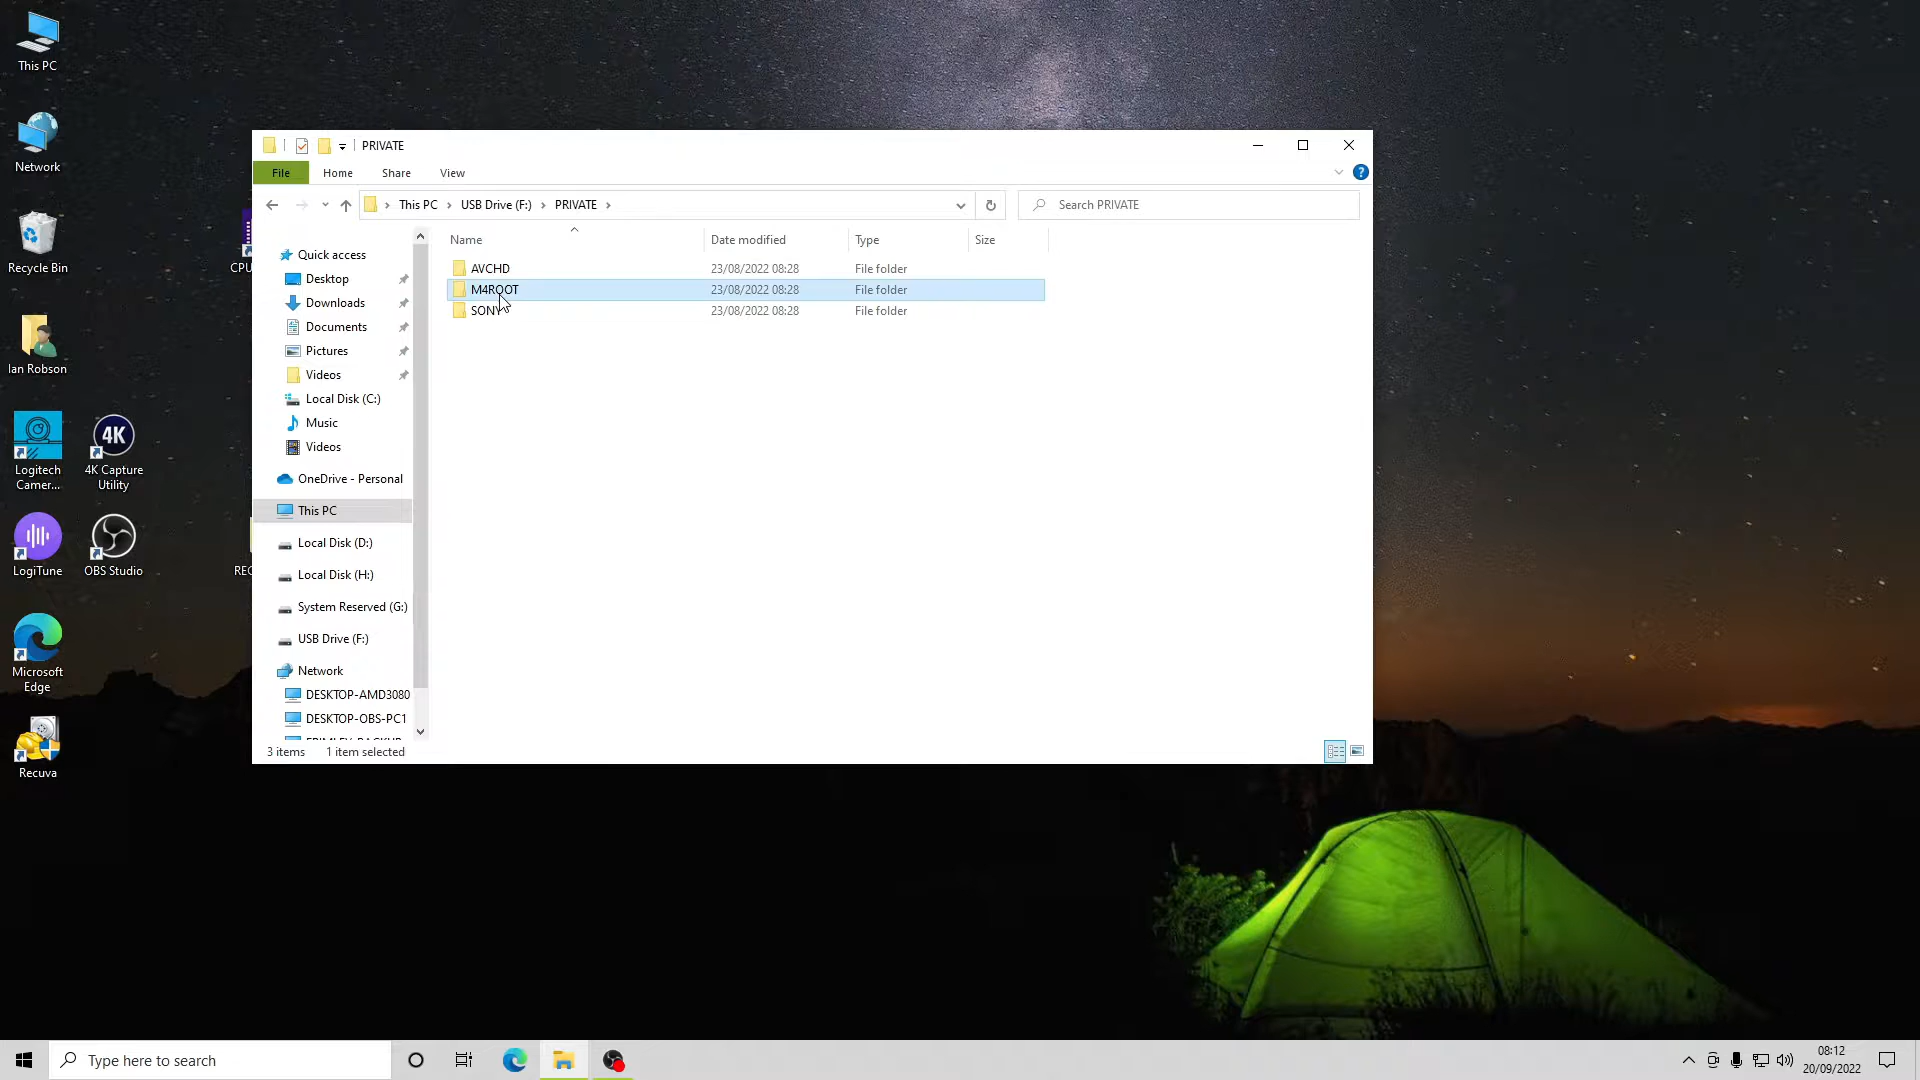 This PC
Network
Recycle Bin
Ian Robson
Logitech
Camer...
4K
4K Capture
Utility
LogiTune
OBS Studio
Microsoft
Edge
Recuva
CPU
REC
PRIVATE
File
Home
Share
View
This PC
USB Drive (F:)
PRIVATE
Search PRIVATE
Name
Date modified
Type
Size
AVCHD
23/08/2022 08:28
File folder
M4ROOT
23/08/2022 08:28
File folder
SONY
23/08/2022 08:28
File folder
Quick access
Desktop
Downloads
Documents
Pictures
Videos
Local Disk (C:)
Music
Videos
OneDrive - Personal
This PC
Local Disk (D:)
Local Disk (H:)
System Reserved (G:)
USB Drive (F:)
Network
DESKTOP-AMD3080
DESKTOP-OBS-PC1
3 items
1 item selected
Type here to search
08:12
20/09/2022